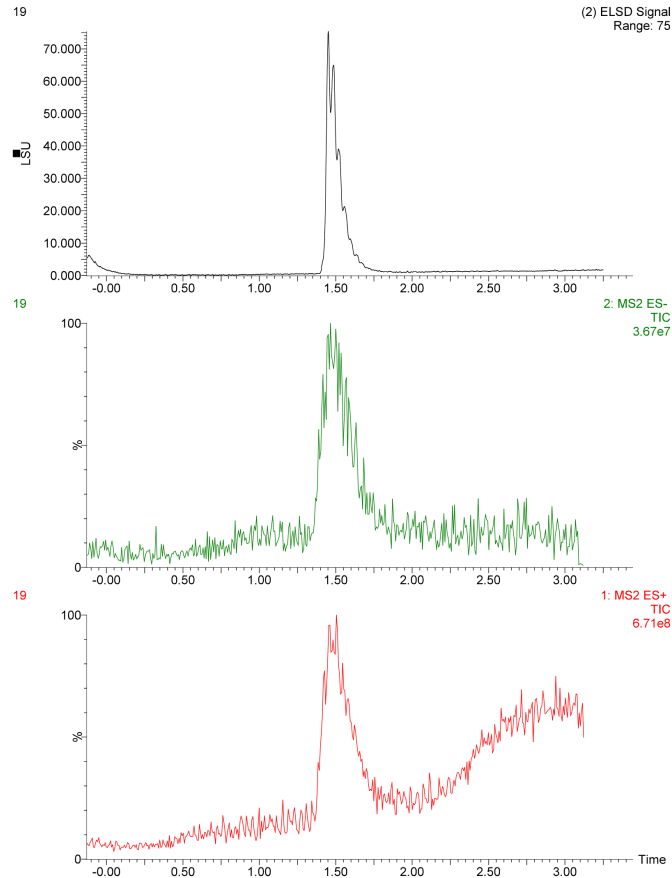 19
(2) ELSD Signal
Range: 75
LSU
70.000
60.000
50.000
40.000
30.000
20.000
10.000
0.000
-0.00 0.50 1.00 1.50 2.00 2.50 3.00
19
2: MS2 ES-
TIC
3.67e7
100
%
0
-0.00 0.50 1.00 1.50 2.00 2.50 3.00
19
1: MS2 ES+
TIC
6.71e8
100
%
0
-0.00 0.50 1.00 1.50 2.00 2.50 3.00
Time